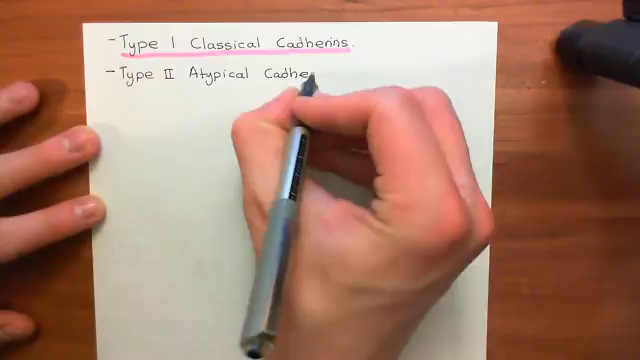 - Type I Classical Cadherins.
- Type II Atypical Cadhe